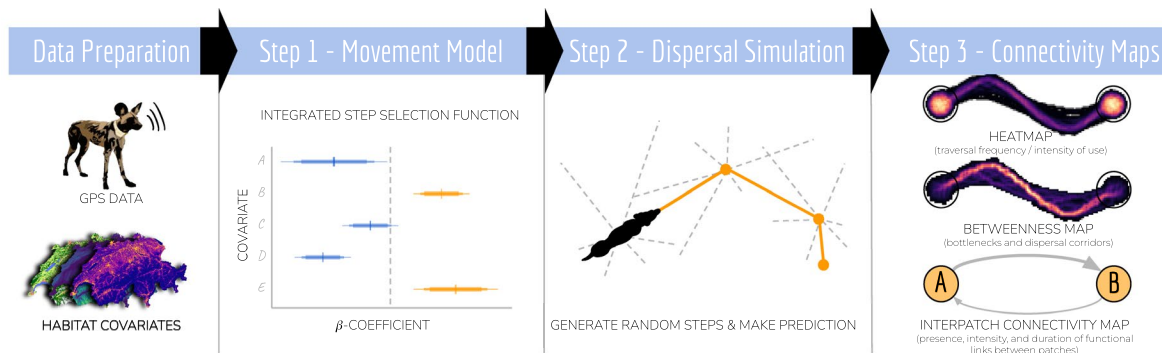 Data Preparation
Step 1 - Movement Model
Step 2 - Dispersal Simulation
Step 3 - Connectivity Maps
GPS DATA
HABITAT COVARIATES
INTEGRATED STEP SELECTION FUNCTION
COVARIATE
A
B
C
D
E
β-COEFFICIENT
GENERATE RANDOM STEPS & MAKE PREDICTION
HEATMAP
(traversal frequency / intensity of use)
BETWEENNESS MAP
(bottlenecks and dispersal corridors)
A
B
INTERPATCH CONNECTIVITY MAP
(presence, intensity, and duration of functional
links between patches)